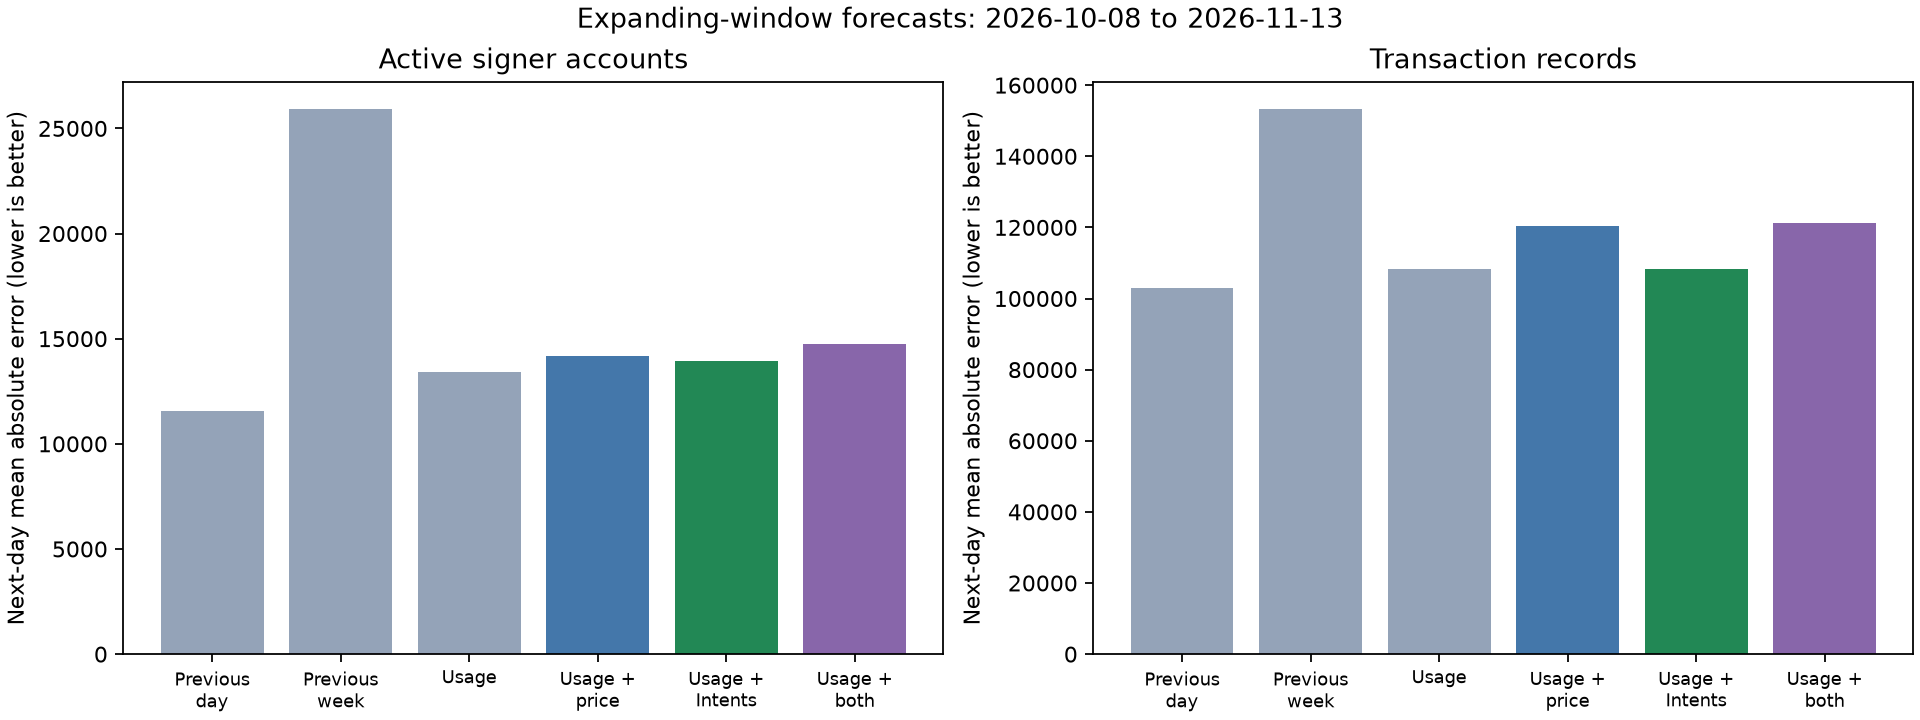 Expanding-window forecasts: 2026-10-08 to 2026-11-13
Active signer accounts
Next-day mean absolute error (lower is better)
25000
20000
15000
10000
5000
0
Previous
day
Previous
week
Usage
Usage +
price
Usage +
Intents
Usage +
both
Transaction records
Next-day mean absolute error (lower is better)
160000
140000
120000
100000
80000
60000
40000
20000
0
Previous
day
Previous
week
Usage
Usage +
price
Usage +
Intents
Usage +
both